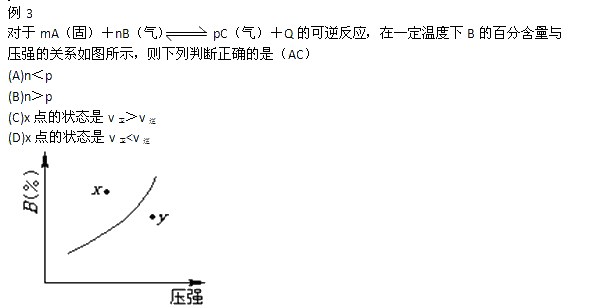 例 3
对于 mA（固）＋nB（气）⇌ pC（气）＋Q 的可逆反应，在一定温度下 B 的百分含量与
压强的关系如图所示，则下列判断正确的是（AC）
(A)n＜p
(B)n＞p
(C)x 点的状态是 v正＞v逆
(D)x 点的状态是 v正<v逆
B(%)
x
y
压强